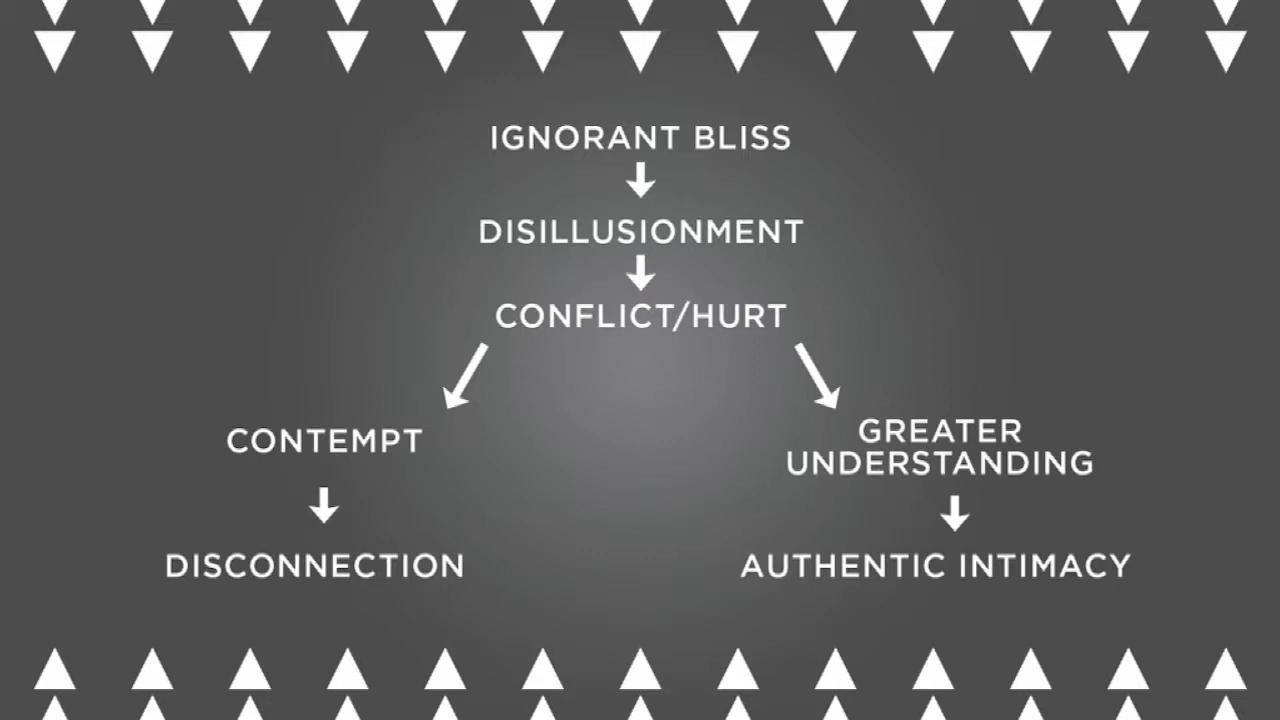 IGNORANT BLISS
DISILLUSIONMENT
CONFLICT/HURT
CONTEMPT
DISCONNECTION
GREATER
UNDERSTANDING
AUTHENTIC INTIMACY